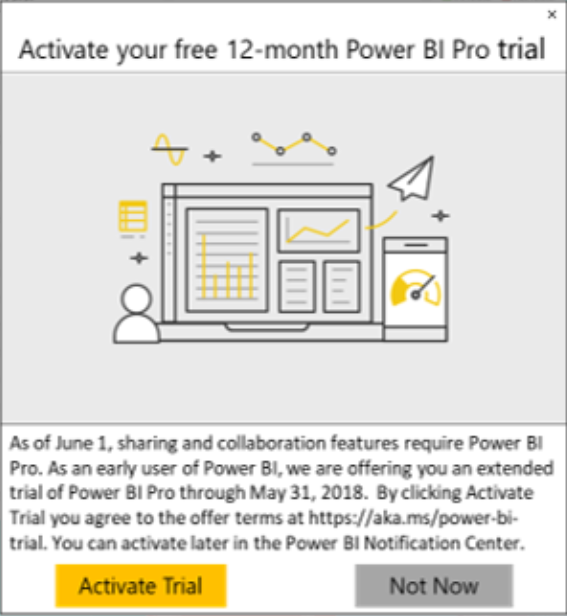 ×
Activate your free 12-month Power BI Pro trial
As of June 1, sharing and collaboration features require Power BI
Pro. As an early user of Power BI, we are offering you an extended
trial of Power BI Pro through May 31, 2018.  By clicking Activate
Trial you agree to the offer terms at https://aka.ms/power-bi-
trial. You can activate later in the Power BI Notification Center.
Activate Trial
Not Now